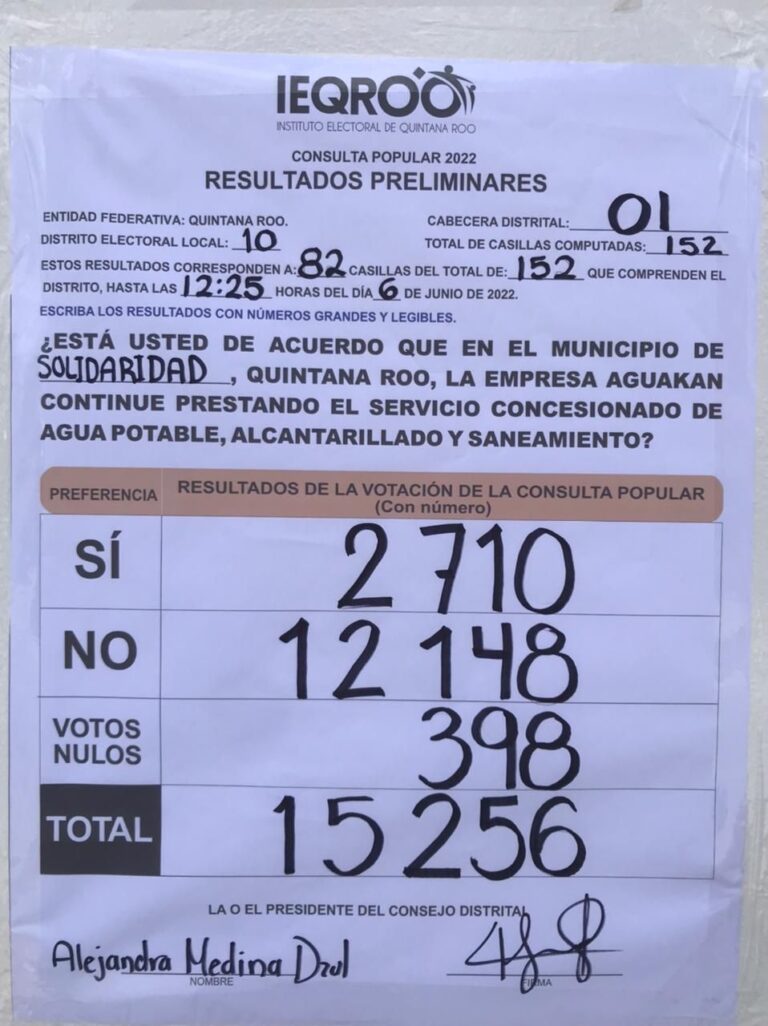 IEQROO
INSTITUTO ELECTORAL DE QUINTANA ROO
CONSULTA POPULAR 2022
RESULTADOS PRELIMINARES
ENTIDAD FEDERATIVA: QUINTANA ROO. CABECERA DISTRITAL: 01
DISTRITO ELECTORAL LOCAL: 10 TOTAL DE CASILLAS COMPUTADAS: 152
ESTOS RESULTADOS CORRESPONDEN A: 82 CASILLAS DEL TOTAL DE: 152 QUE COMPRENDEN EL
DISTRITO, HASTA LAS 12:25 HORAS DEL DÍA 6 DE JUNIO DE 2022.
ESCRIBA LOS RESULTADOS CON NÚMEROS GRANDES Y LEGIBLES.
¿ESTÁ USTED DE ACUERDO QUE EN EL MUNICIPIO DE
SOLIDARIDAD, QUINTANA ROO, LA EMPRESA AGUAKAN
CONTINUE PRESTANDO EL SERVICIO CONCESIONADO DE
AGUA POTABLE, ALCANTARILLADO Y SANEAMIENTO?
PREFERENCIA RESULTADOS DE LA VOTACIÓN DE LA CONSULTA POPULAR
(Con número)
SÍ 2 710
NO 12 148
VOTOS
NULOS 398
TOTAL 15 256
LA O EL PRESIDENTE DEL CONSEJO DISTRITAL
Alejandra Medina Dzul
NOMBRE FIRMA